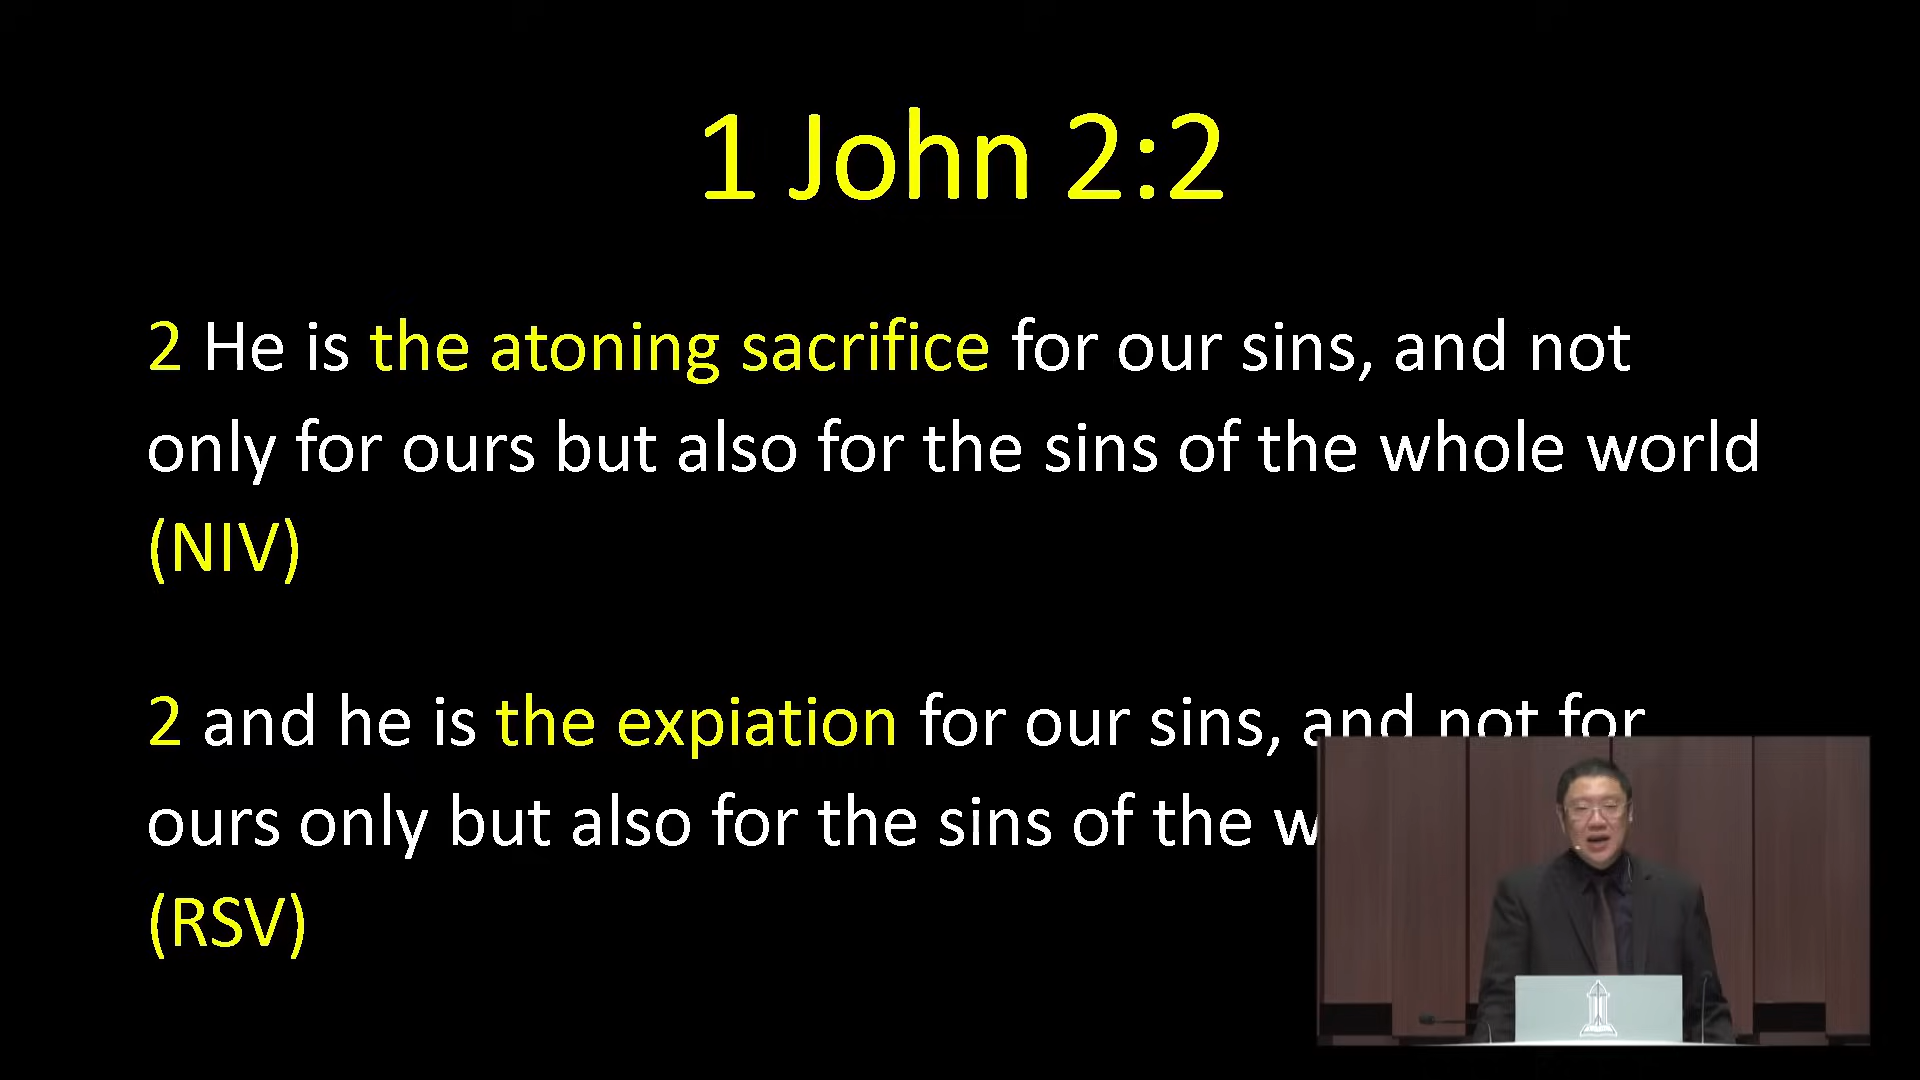 1 John 2:2
2 He is the atoning sacrifice for our sins, and not
only for ours but also for the sins of the whole world
(NIV)
2 and he is the expiation for our sins, and not for
ours only but also for the sins of the
(RSV)